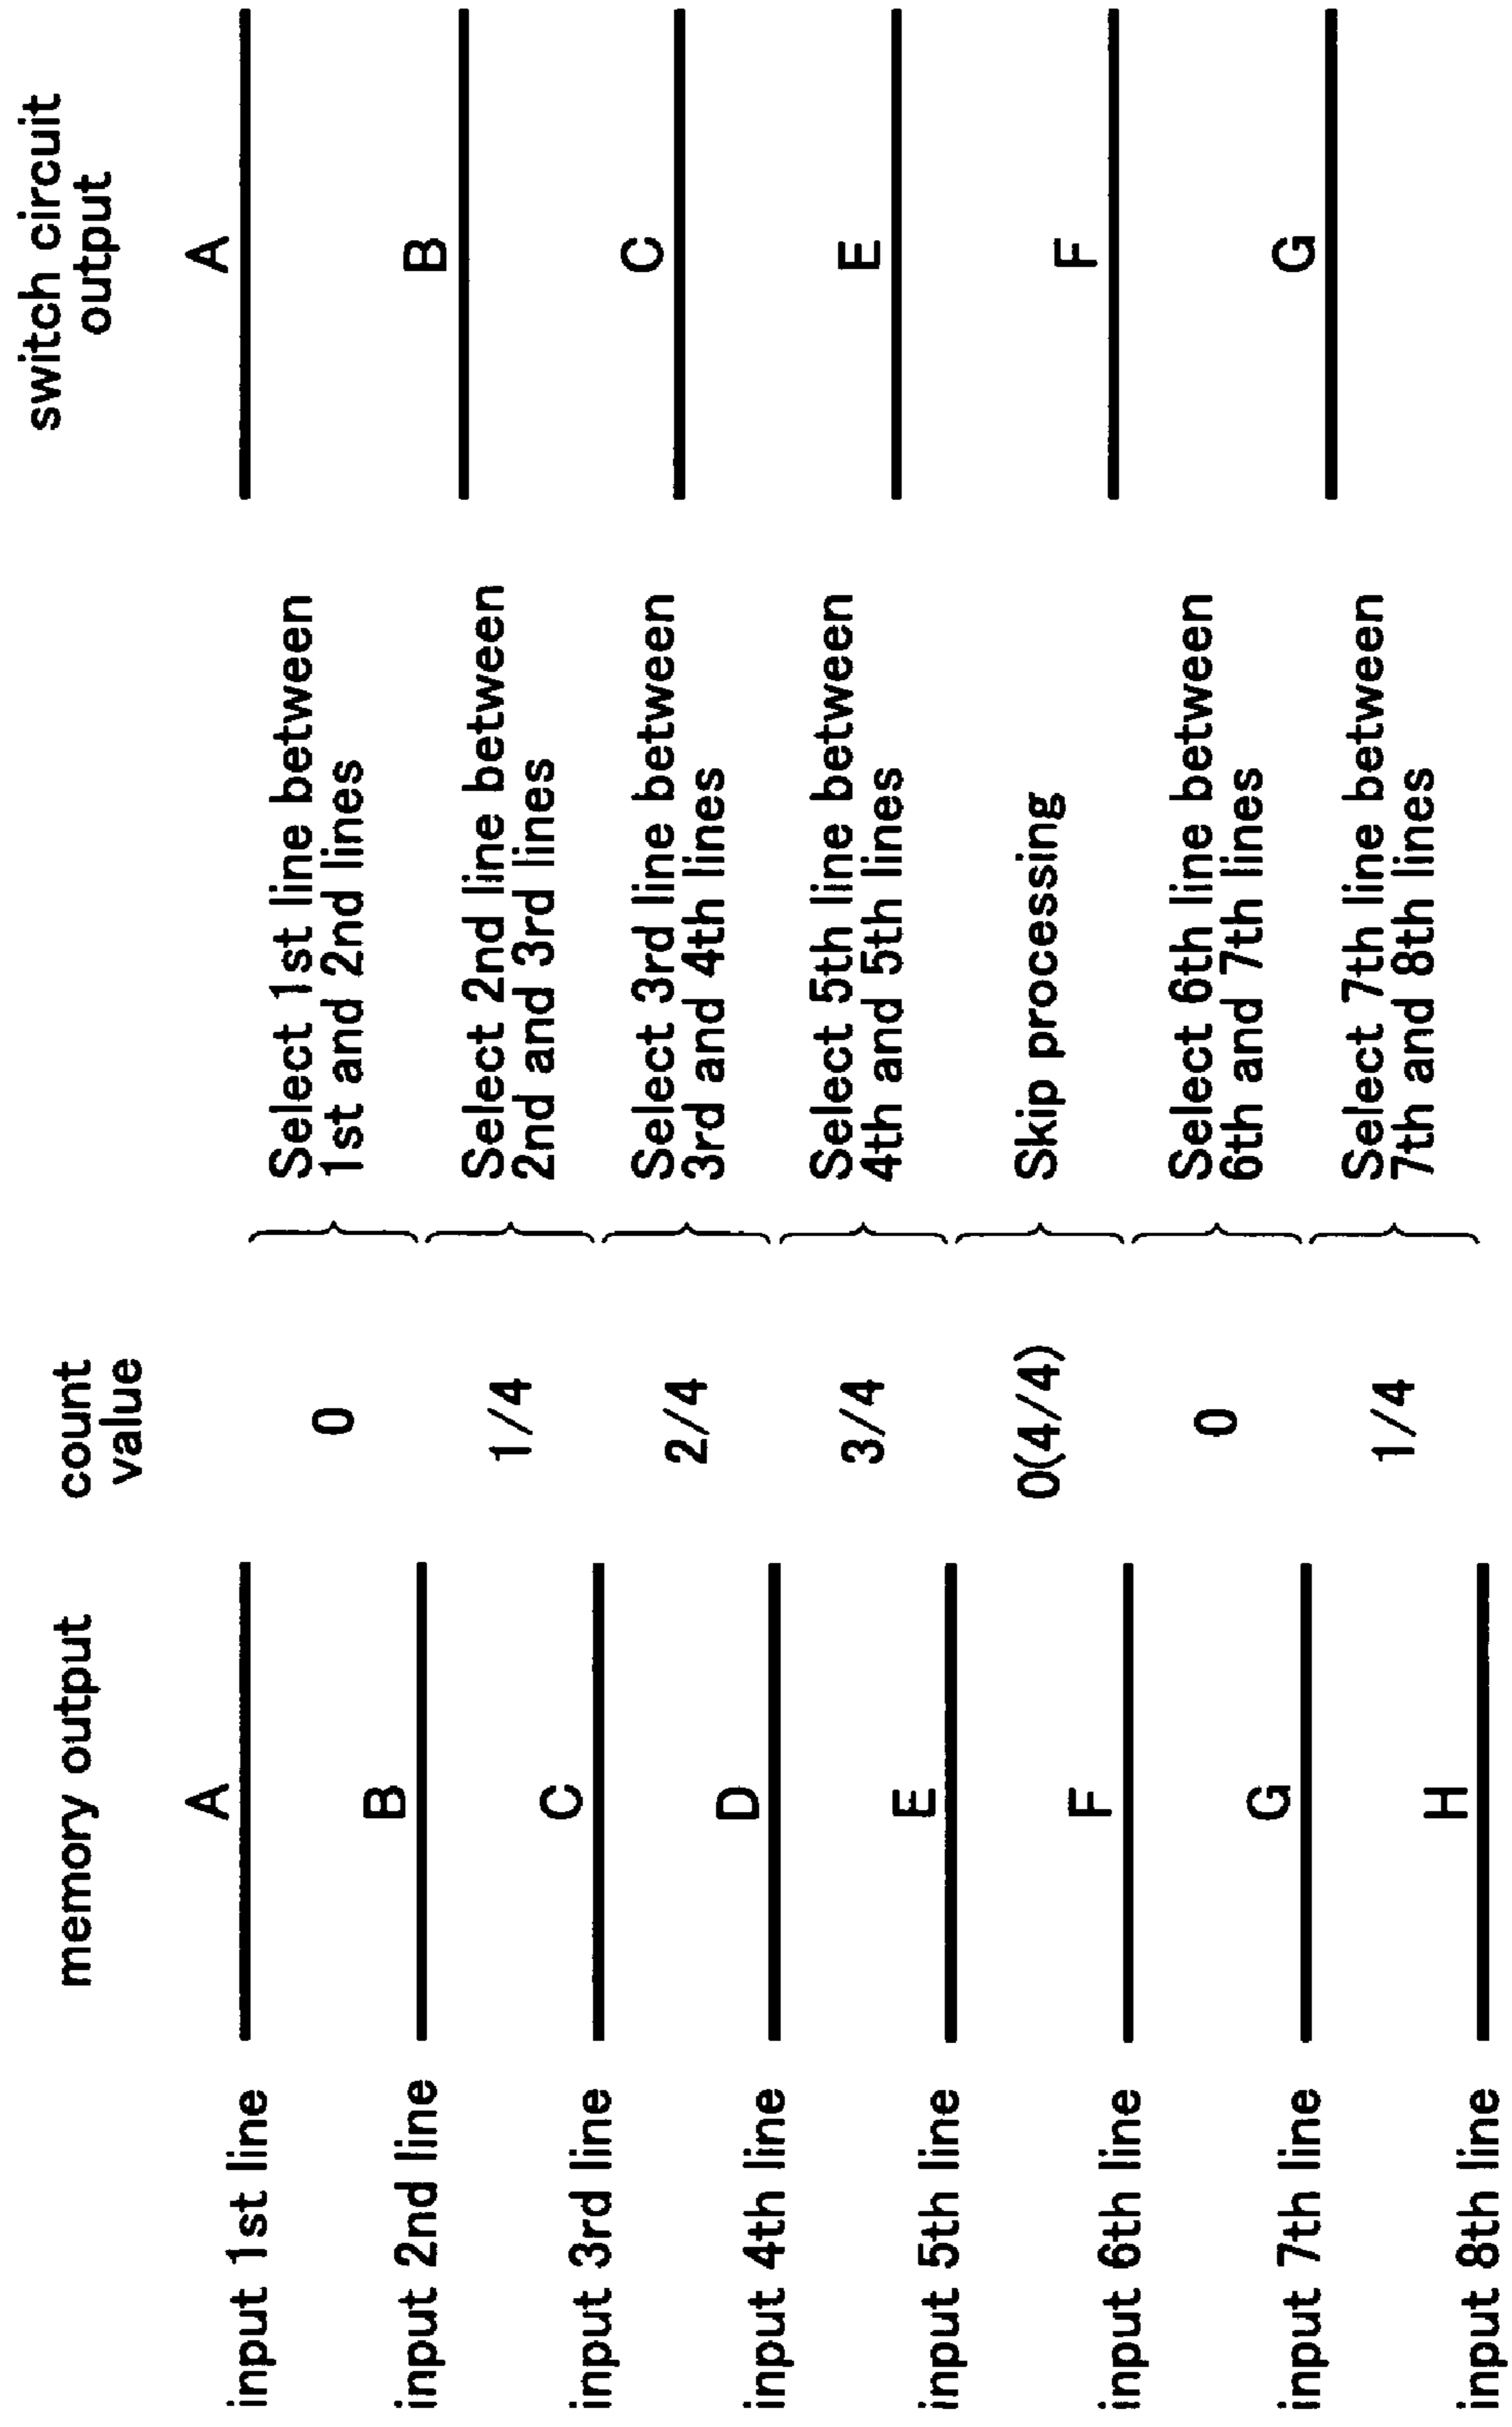 memory output
count
value
switch circuit
output
input 1st line
A
0
Select 1st line between
1st and 2nd lines
A
input 2nd line
B
1/4
Select 2nd line between
2nd and 3rd lines
B
input 3rd line
C
2/4
Select 3rd line between
3rd and 4th lines
C
input 4th line
D
3/4
Select 5th line between
4th and 5th lines
E
input 5th line
E
0(4/4)
Skip processing
F
input 6th line
F
0
Select 6th line between
6th and 7th lines
G
input 7th line
G
1/4
Select 7th line between
7th and 8th lines
input 8th line
H